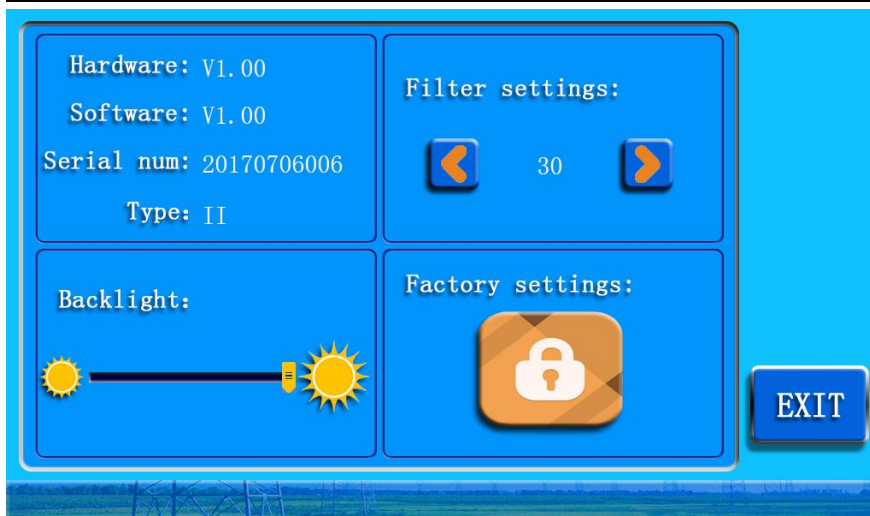 Hardware: V1.00
Software: V1.00
Serial num: 20170706006
Type: II
Filter settings:
30
Backlight:
Factory settings:
EXIT